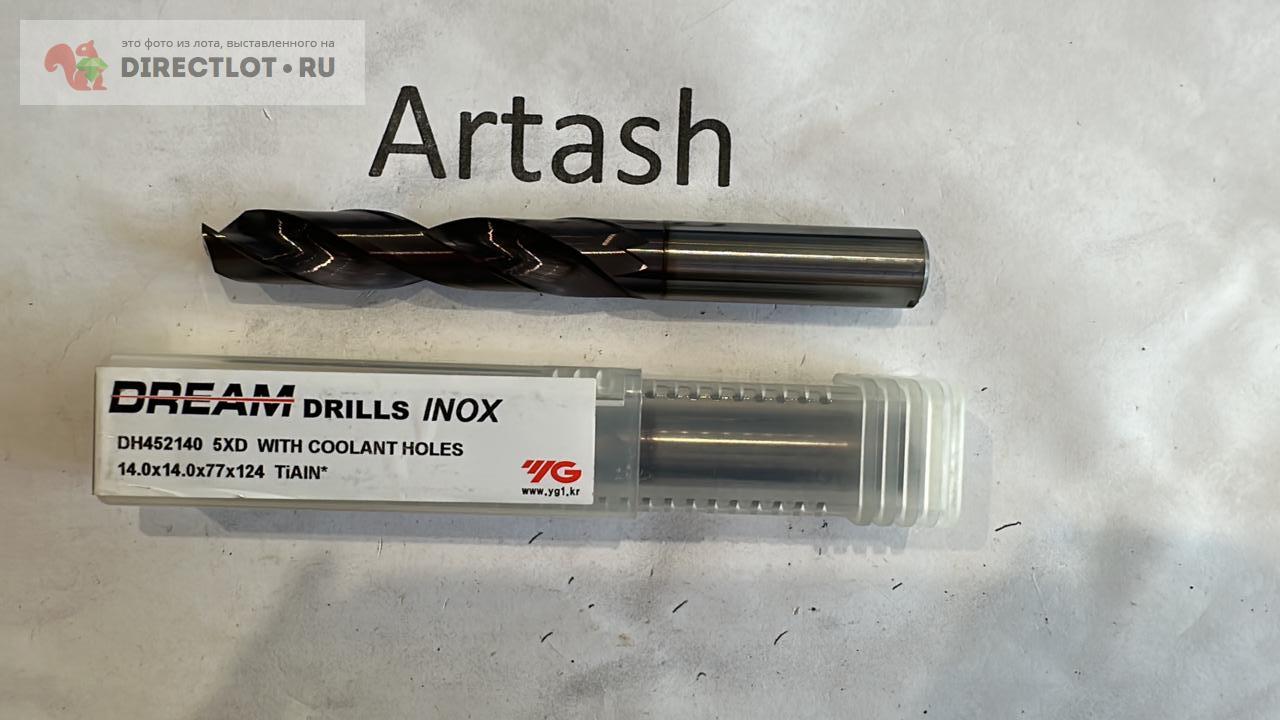 это фото из лота, выставленного на
DIRECTLOT•RU
Artash
DREAM DRILLS INOX
DH452140 5XD WITH COOLANT HOLES
14.0x14.0x77x124 TiAIN*
YG
www.yg1.kr